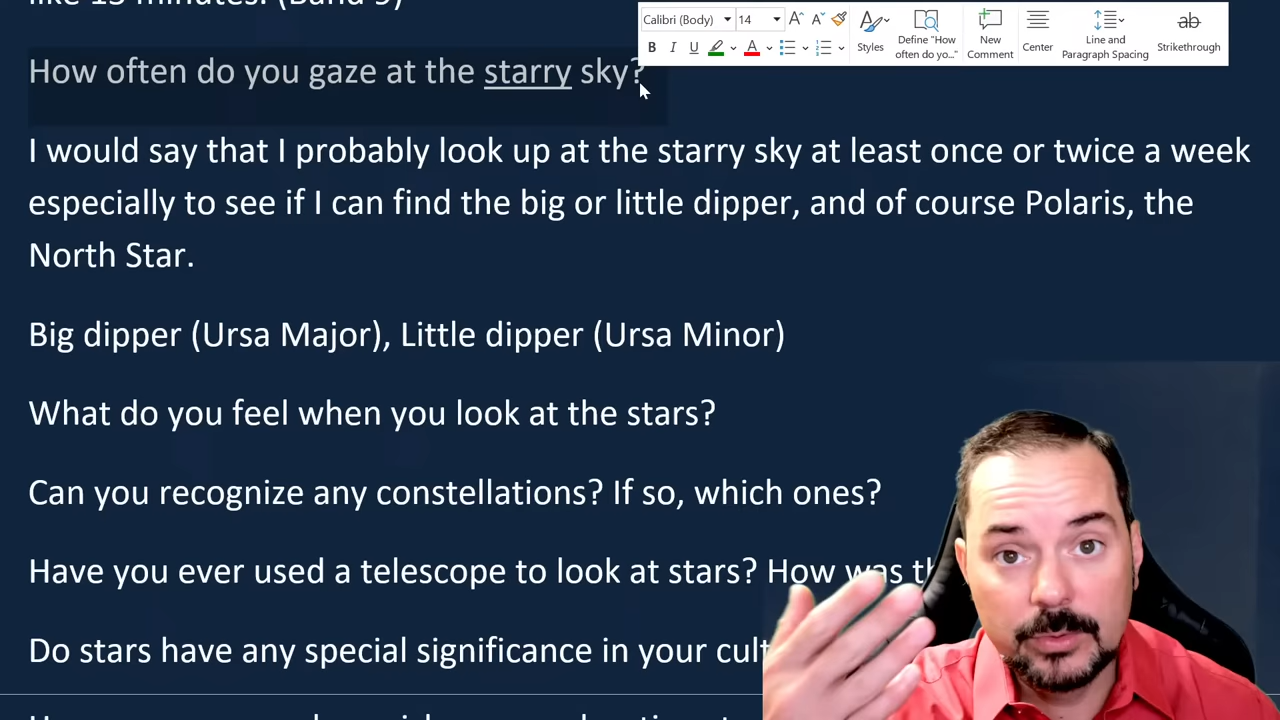 like 15 minutes. (Band 9)
Calibri (Body) 14
B I U Styles Define "How often do yo..." New Comment Center Line and Paragraph Spacing Strikethrough
How often do you gaze at the starry sky?
I would say that I probably look up at the starry sky at least once or twice a week
especially to see if I can find the big or little dipper, and of course Polaris, the
North Star.
Big dipper (Ursa Major), Little dipper (Ursa Minor)
What do you feel when you look at the stars?
Can you recognize any constellations? If so, which ones?
Have you ever used a telescope to look at stars? How was
Do stars have any special significance in your